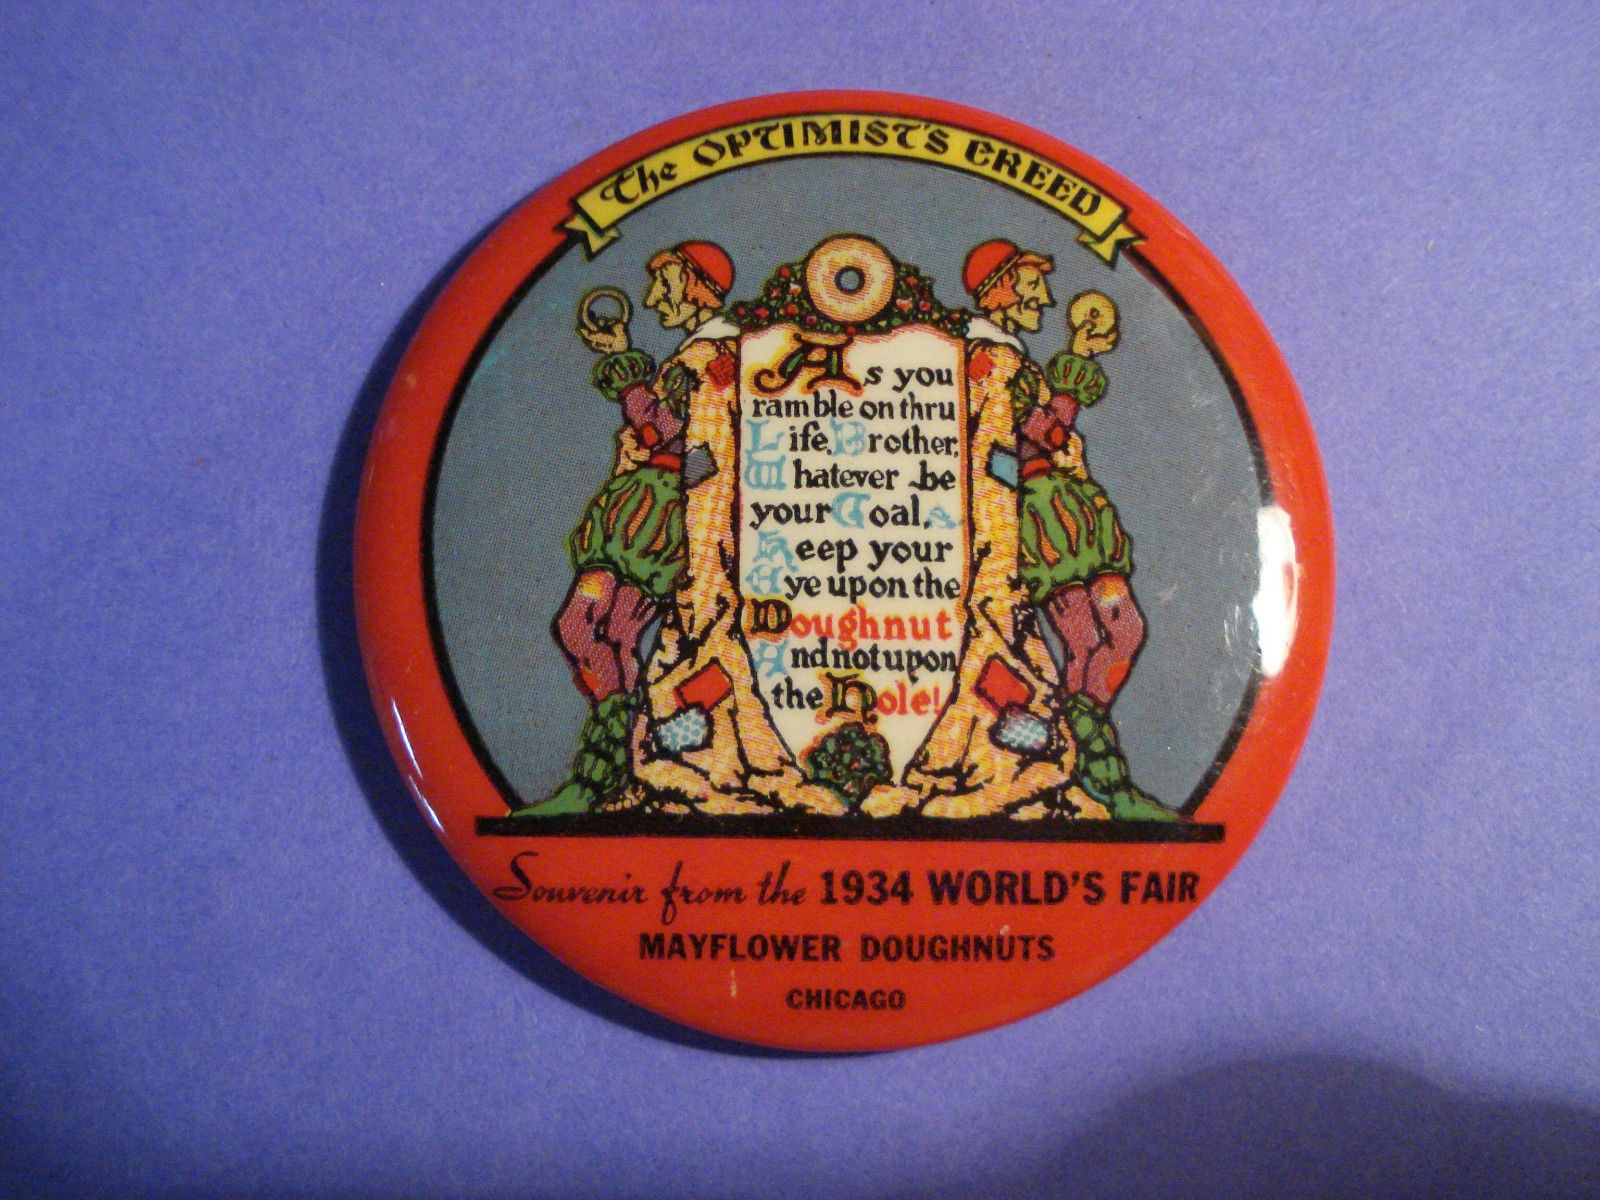 The OPTIMIST'S CREED
As you
ramble on thru
Life, Brother,
Whatever be
your Goal,
Keep your
Eye upon the
Doughnut
And not upon
the Hole!
Souvenir from the 1934 WORLD'S FAIR
MAYFLOWER DOUGHNUTS
CHICAGO